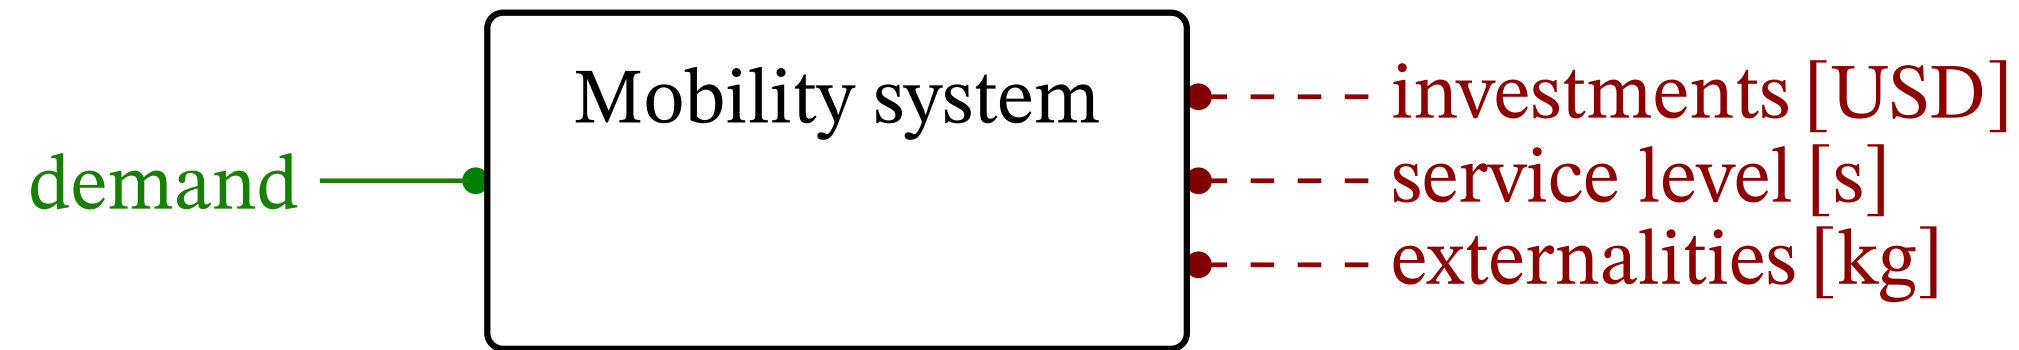 Mobility system
demand
investments [USD]
service level [s]
externalities [kg]